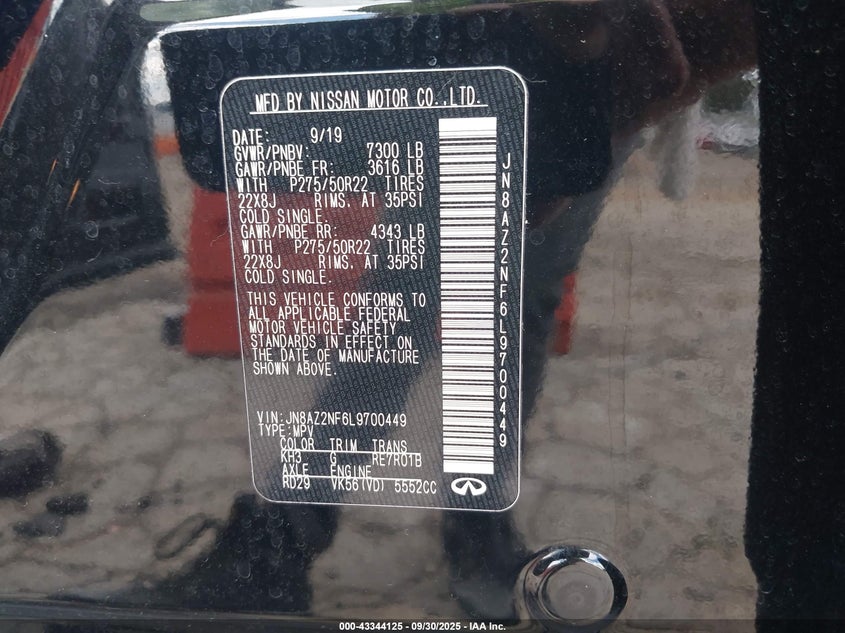 MFD BY NISSAN MOTOR CO.,LTD.
DATE: 9/19
GVWR/PNBV: 7300 LB
GAWR/PNBE FR: 3616 LB
WITH P275/50R22 TIRES
22X8J RIMS, AT 35PSI
COLD SINGLE.
GAWR/PNBE RR: 4343 LB
WITH P275/50R22 TIRES
22X8J RIMS, AT 35PSI
COLD SINGLE.
THIS VEHICLE CONFORMS TO
ALL APPLICABLE FEDERAL
MOTOR VEHICLE SAFETY
STANDARDS IN EFFECT ON
THE DATE OF MANUFACTURE
SHOWN ABOVE.
VIN:JN8AZ2NF6L9700449
TYPE:MPV
COLOR TRIM TRANS
KH3 G RE7R01B
AXLE ENGINE
RD29 VK56(VD) 5552CC
JN8AZ2NF6L9700449
000-43344125 - 09/30/2025 - IAA Inc.